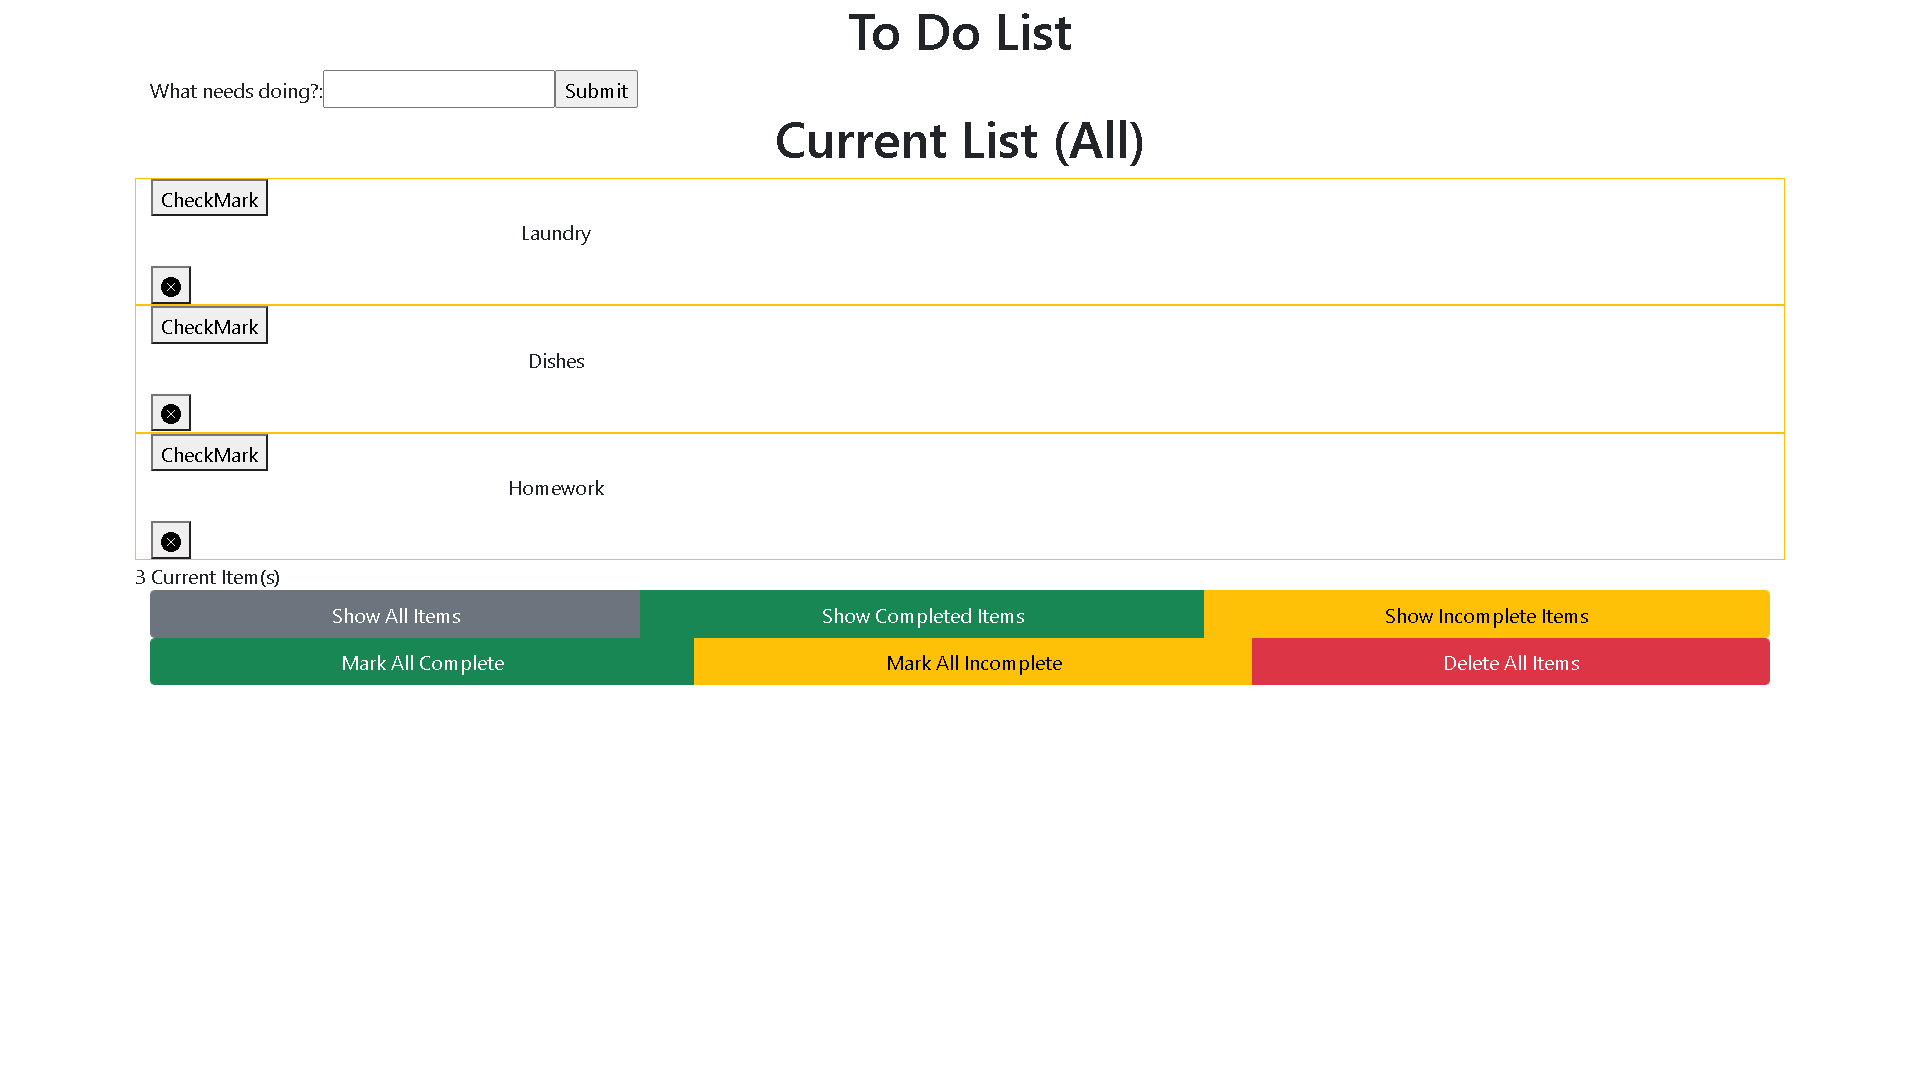 To Do List
What needs doing?: Submit
Current List (All)
CheckMark
Laundry
CheckMark
Dishes
CheckMark
Homework
3 Current Item(s)
Show All Items Show Completed Items Show Incomplete Items
Mark All Complete Mark All Incomplete Delete All Items